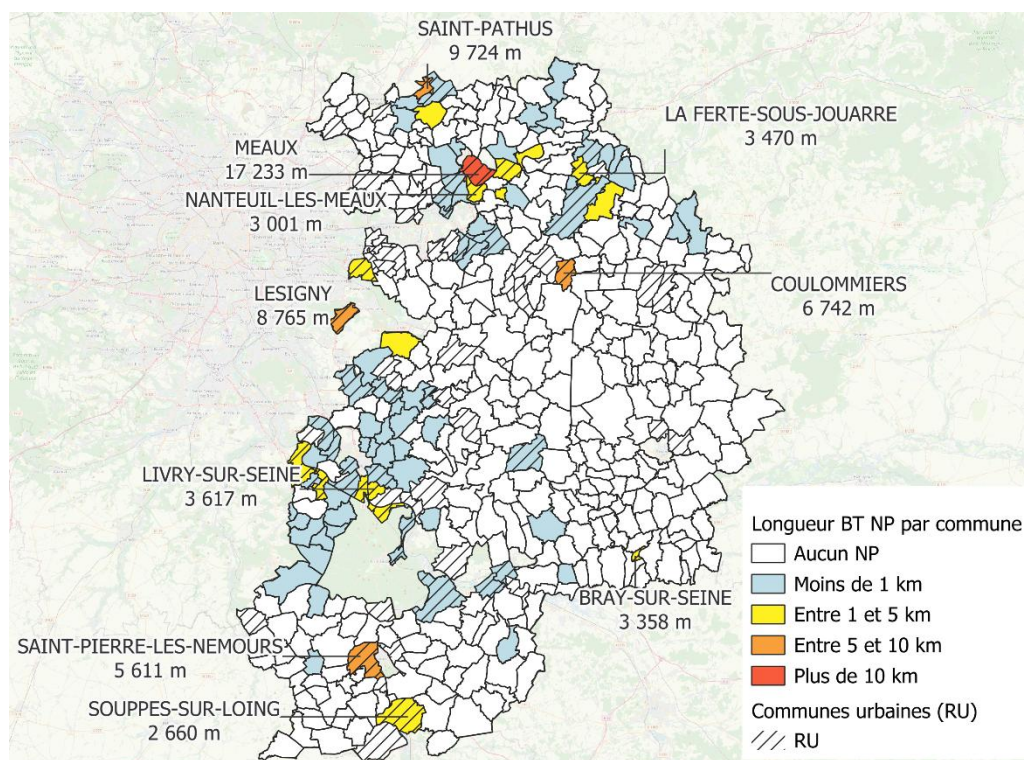 SAINT-PATHUS
9 724 m
LA FERTE-SOUS-JOUARRE
3 470 m
MEAUX
17 233 m
NANTEUIL-LES-MEAUX
3 001 m
COULOMMIERS
6 742 m
LESIGNY
8 765 m
LIVRY-SUR-SEINE
3 617 m
BRAY-SUR-SEINE
3 358 m
SAINT-PIERRE-LES-NEMOURS
5 611 m
SOUPPES-SUR-LOING
2 660 m
Longueur BT NP par commune
Aucun NP
Moins de 1 km
Entre 1 et 5 km
Entre 5 et 10 km
Plus de 10 km
Communes urbaines (RU)
RU